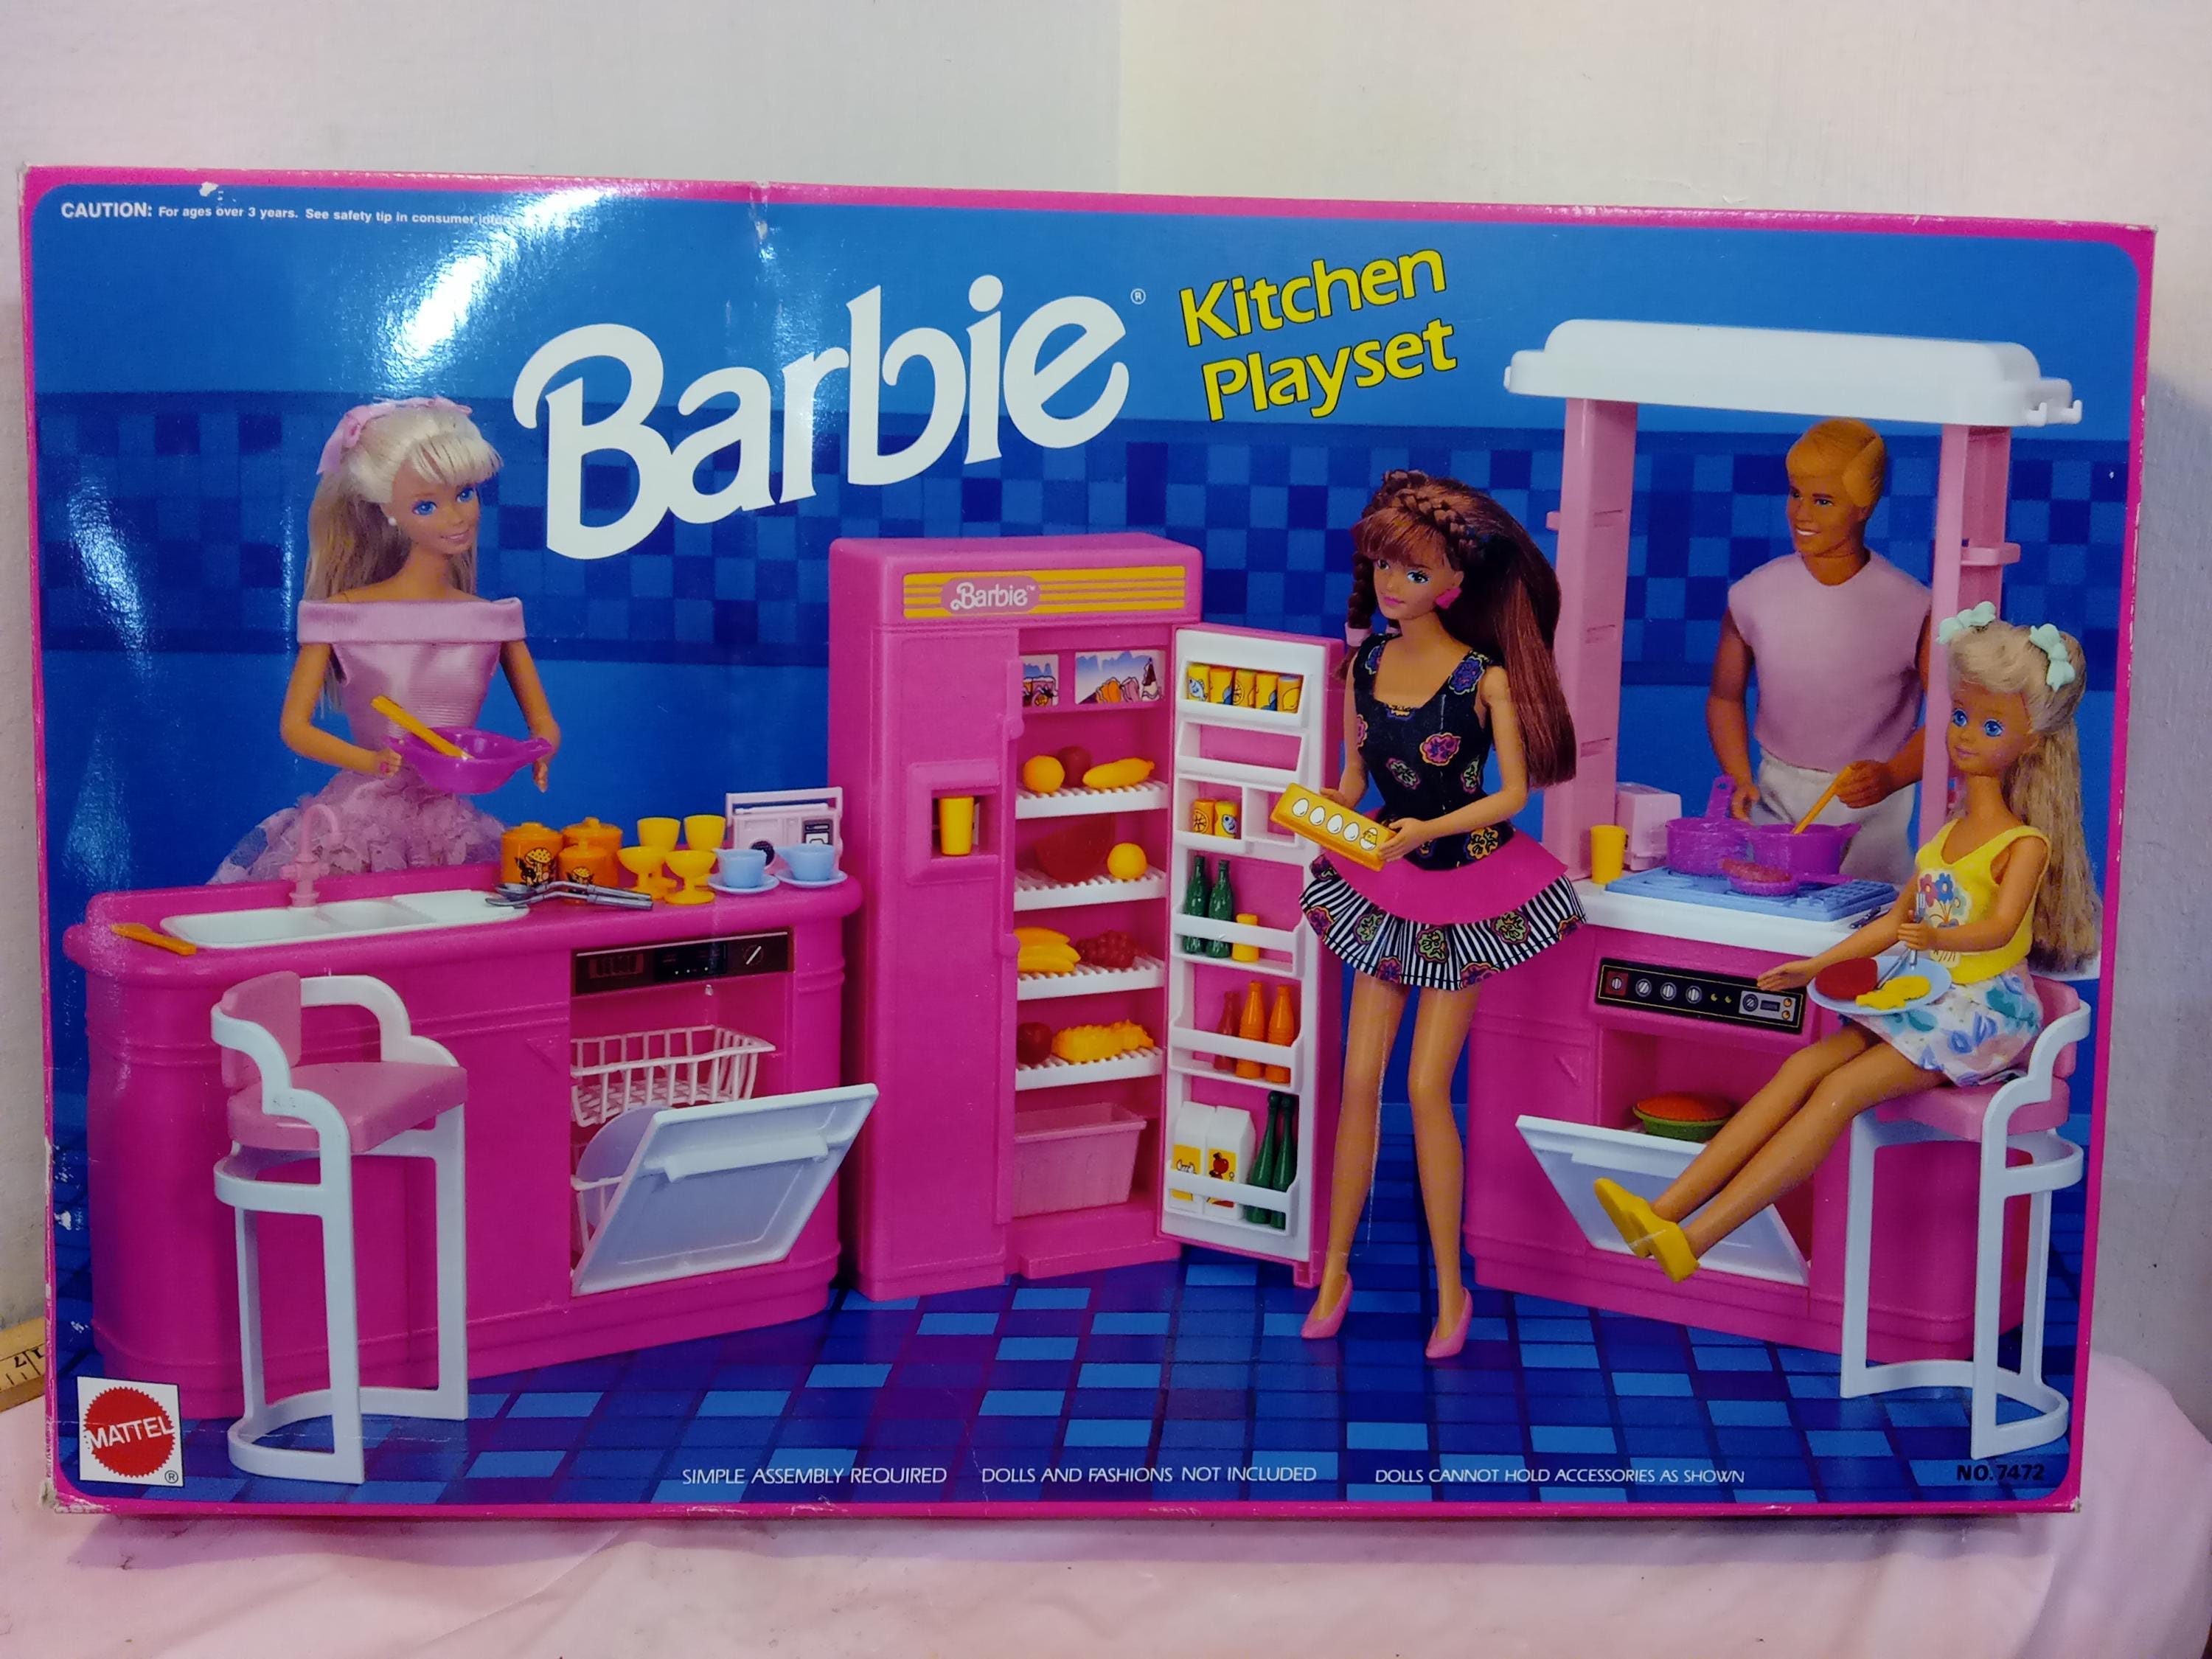 CAUTION: For ages over 3 years. See safety tip in consumer
Barbie®
Kitchen
Playset
Barbie™
MATTEL
®
SIMPLE ASSEMBLY REQUIRED DOLLS AND FASHIONS NOT INCLUDED DOLLS CANNOT HOLD ACCESSORIES AS SHOWN
NO. 7472